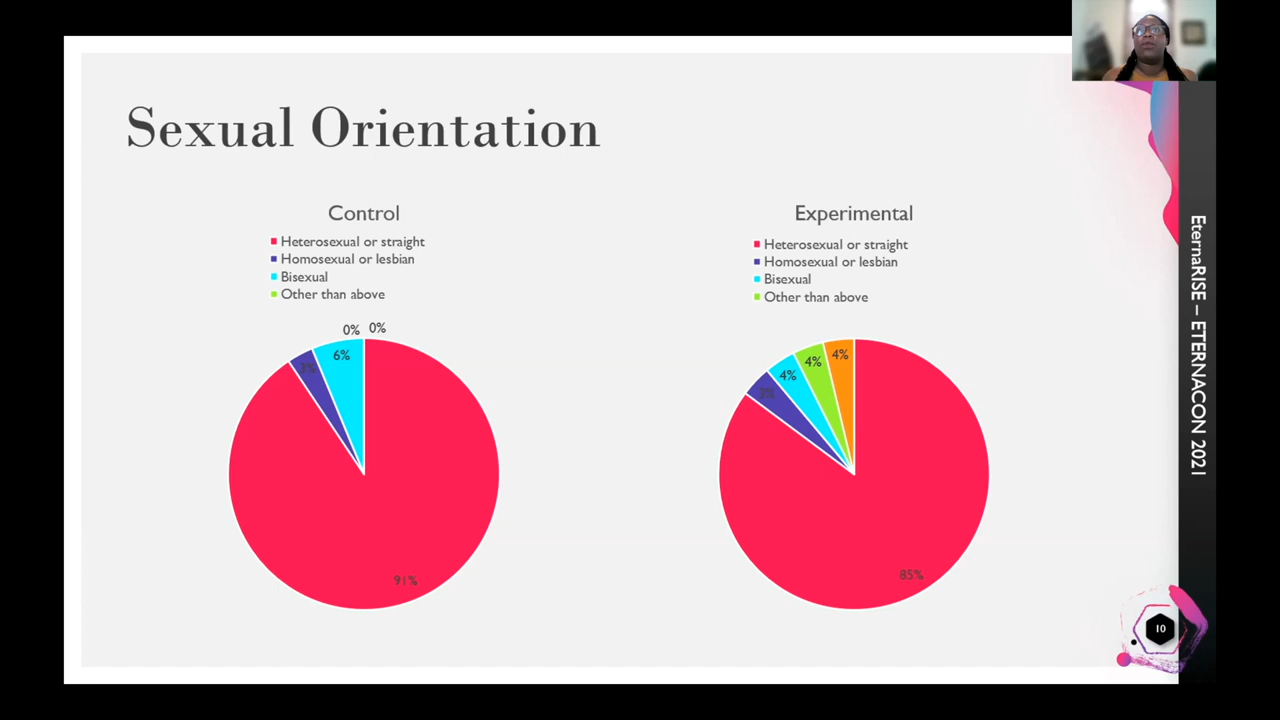 Sexual Orientation
Control
Heterosexual or straight
Homosexual or lesbian
Bisexual
Other than above
0% 0%
6%
3%
91%
Experimental
Heterosexual or straight
Homosexual or lesbian
Bisexual
Other than above
4%
4%
4%
85%
EternaRISE – ETERNACON 2021
10